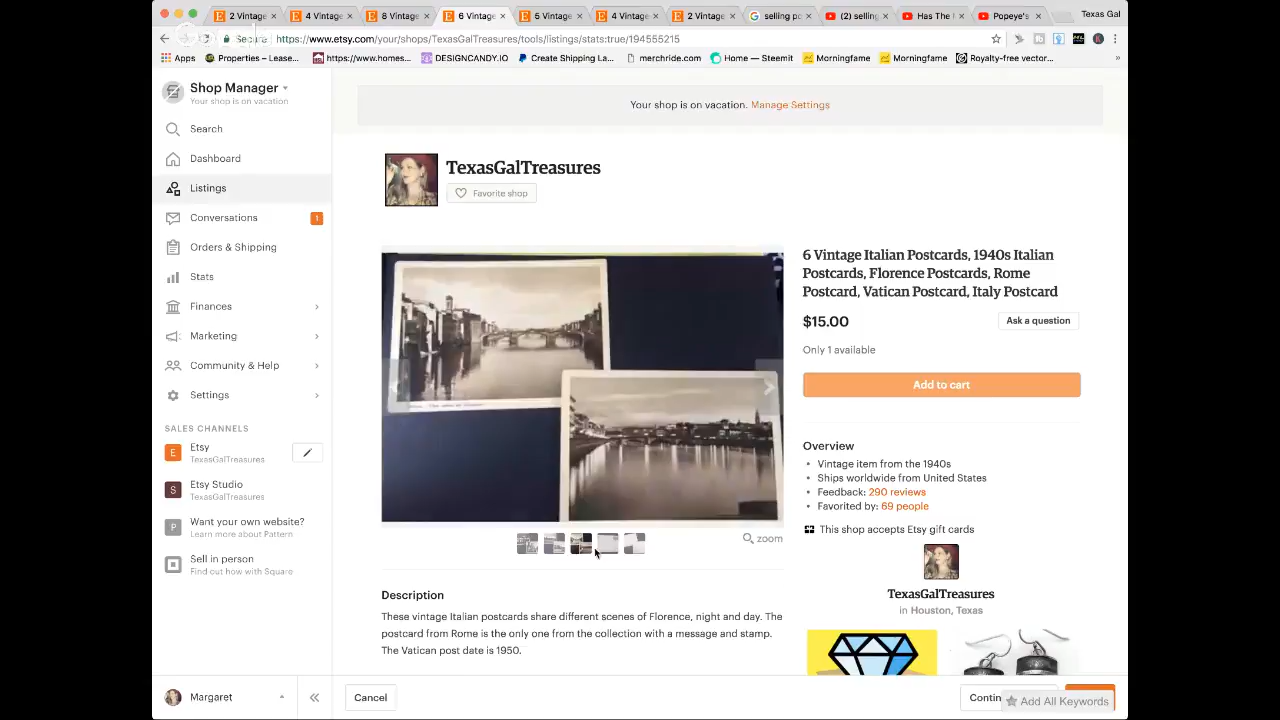 2 Vintage
4 Vintage
8 Vintage
6 Vintage
5 Vintage
4 Vintage
2 Vintage
selling po
(2) selling
Has The
Popeye's
Texas Gal
Secure
https://www.etsy.com/your/shops/TexasGalTreasures/tools/listings/stats:true/194555215
Apps
Properties – Lease...
https://www.homes...
DESIGNCANDY.IO
Create Shipping La...
merchride.com
Home — Steemit
Morningfame
Morningfame
Royalty-free vector...
»
Shop Manager
Your shop is on vacation
Search
Dashboard
Listings
Conversations
1
Orders & Shipping
Stats
Finances
Marketing
Community & Help
Settings
SALES CHANNELS
E
Etsy
TexasGalTreasures
S
Etsy Studio
TexasGalTreasures
P
Want your own website?
Learn more about Pattern
Sell in person
Find out how with Square
Margaret
Your shop is on vacation. Manage Settings
TexasGalTreasures
Favorite shop
zoom
Description
These vintage Italian postcards share different scenes of Florence, night and day. The
postcard from Rome is the only one from the collection with a message and stamp.
The Vatican post date is 1950.
6 Vintage Italian Postcards, 1940s Italian
Postcards, Florence Postcards, Rome
Postcard, Vatican Postcard, Italy Postcard
$15.00
Ask a question
Only 1 available
Add to cart
Overview
• Vintage item from the 1940s
• Ships worldwide from United States
• Feedback: 290 reviews
• Favorited by: 69 people
This shop accepts Etsy gift cards
TexasGalTreasures
in Houston, Texas
Cancel
Contin
Add All Keywords